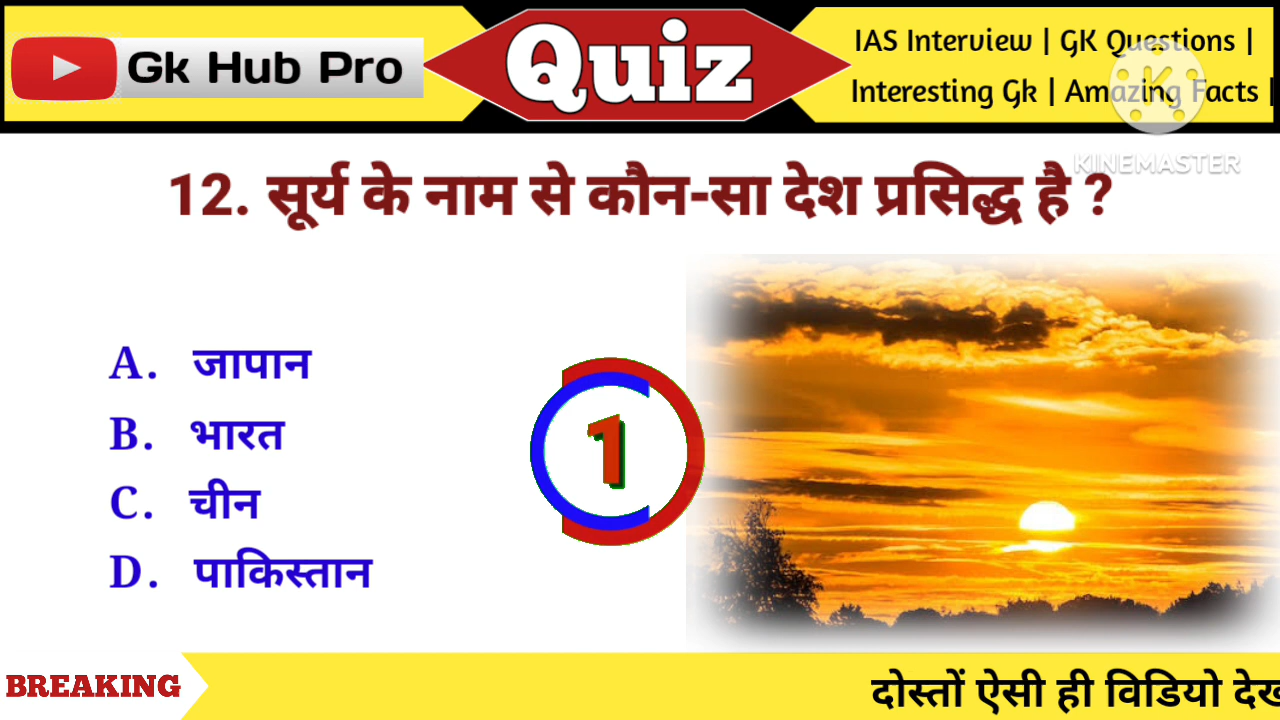 Gk Hub Pro
Quiz
IAS Interview | GK Questions |
Interesting Gk | Amazing Facts |
KINEMASTER
12. सूर्य के नाम से कौन-सा देश प्रसिद्ध है ?
A. जापान
B. भारत
C. चीन
D. पाकिस्तान
1
BREAKING
दोस्तों ऐसी ही विडियो